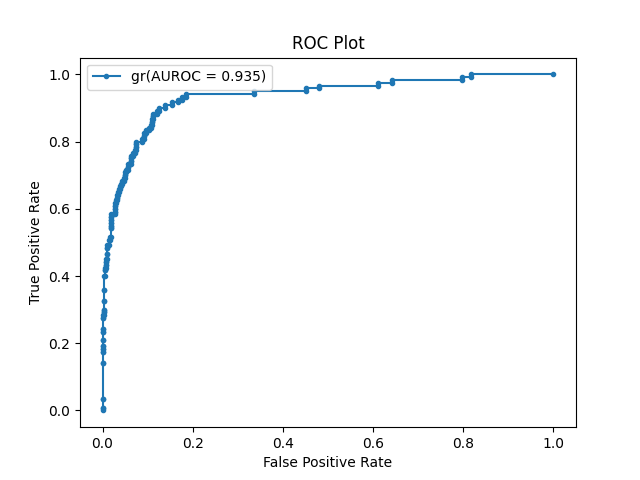 ROC Plot
gr(AUROC = 0.935)
True Positive Rate
1.0
0.8
0.6
0.4
0.2
0.0
0.0 0.2 0.4 0.6 0.8 1.0
False Positive Rate